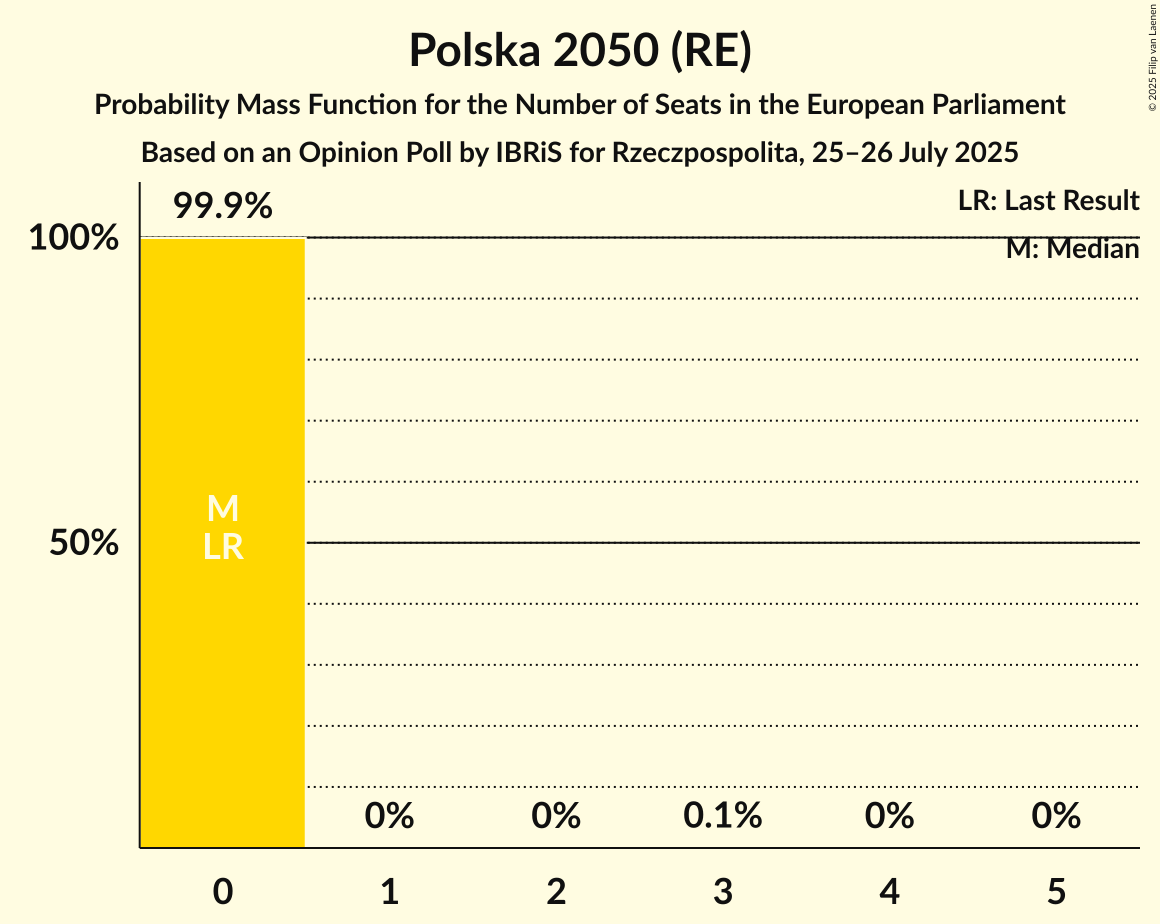 Polska 2050 (RE)
Probability Mass Function for the Number of Seats in the European Parliament
Based on an Opinion Poll by IBRiS for Rzeczpospolita, 25–26 July 2025
© 2025 Filip van Laenen
LR: Last Result
M: Median
99.9%
100%
50%
M
LR
0%
0%
0.1%
0%
0%
0 1 2 3 4 5